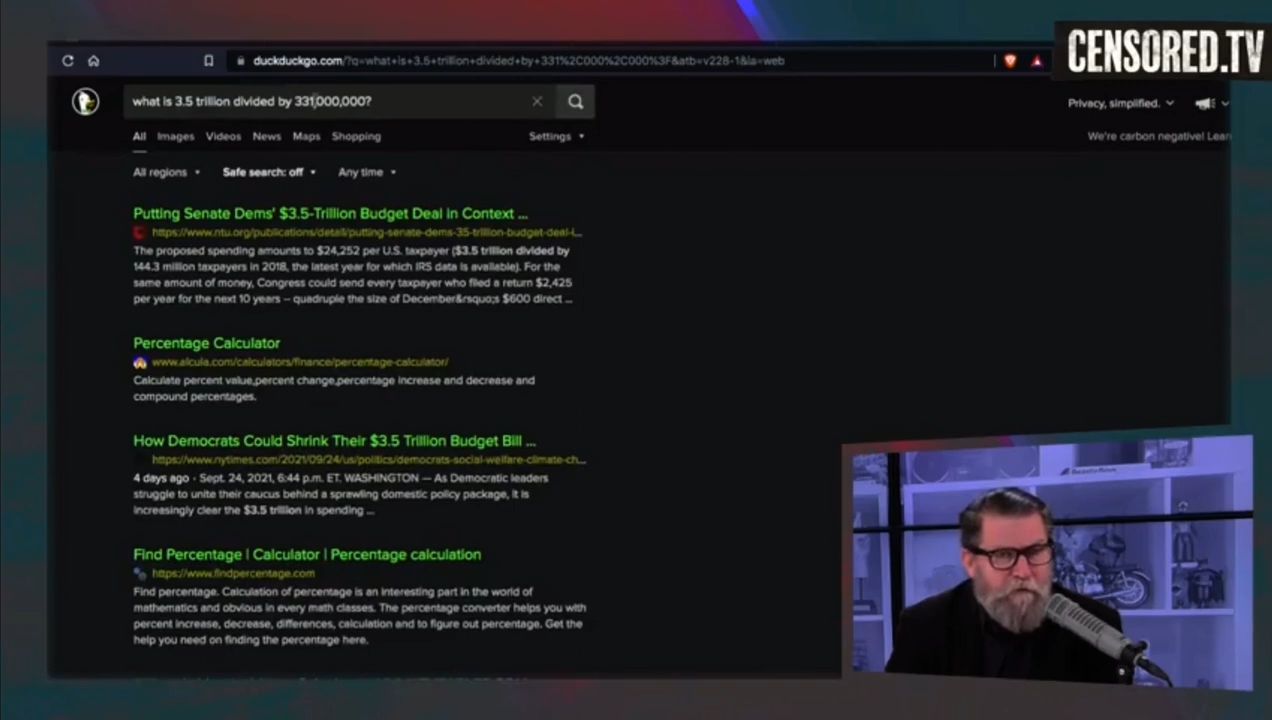 CENSORED.TV
duckduckgo.com/?q=what+is+3.5+trillion+divided+by+331%2C000%2C000%3F&atb=v228-1&ia=web
what is 3.5 trillion divided by 331,000,000?
Privacy, simplified.
All Images Videos News Maps Shopping Settings
We're carbon negative! Lear
All regions Safe search: off Any time
Putting Senate Dems' $3.5-Trillion Budget Deal in Context ...
https://www.ntu.org/publications/detail/putting-senate-dems-35-trillion-budget-deal-i...
The proposed spending amounts to $24,252 per U.S. taxpayer ($3.5 trillion divided by
144.3 million taxpayers in 2018, the latest year for which IRS data is available). For the
same amount of money, Congress could send every taxpayer who filed a return $2,425
per year for the next 10 years – quadruple the size of December&rsquo;s $600 direct ...
Percentage Calculator
www.alcula.com/calculators/finance/percentage-calculator/
Calculate percent value,percent change,percentage increase and decrease and
compound percentages.
How Democrats Could Shrink Their $3.5 Trillion Budget Bill ...
https://www.nytimes.com/2021/09/24/us/politics/democrats-social-welfare-climate-ch...
4 days ago · Sept. 24, 2021, 6:44 p.m. ET. WASHINGTON — As Democratic leaders
struggle to unite their caucus behind a sprawling domestic policy package, it is
increasingly clear the $3.5 trillion in spending ...
Find Percentage | Calculator | Percentage calculation
https://www.findpercentage.com
Find percentage. Calculation of percentage is an interesting part in the world of
mathematics and obvious in every math classes. The percentage converter helps you with
percent increase, decrease, differences, calculation and to figure out percentage. Get the
help you need on finding the percentage here.